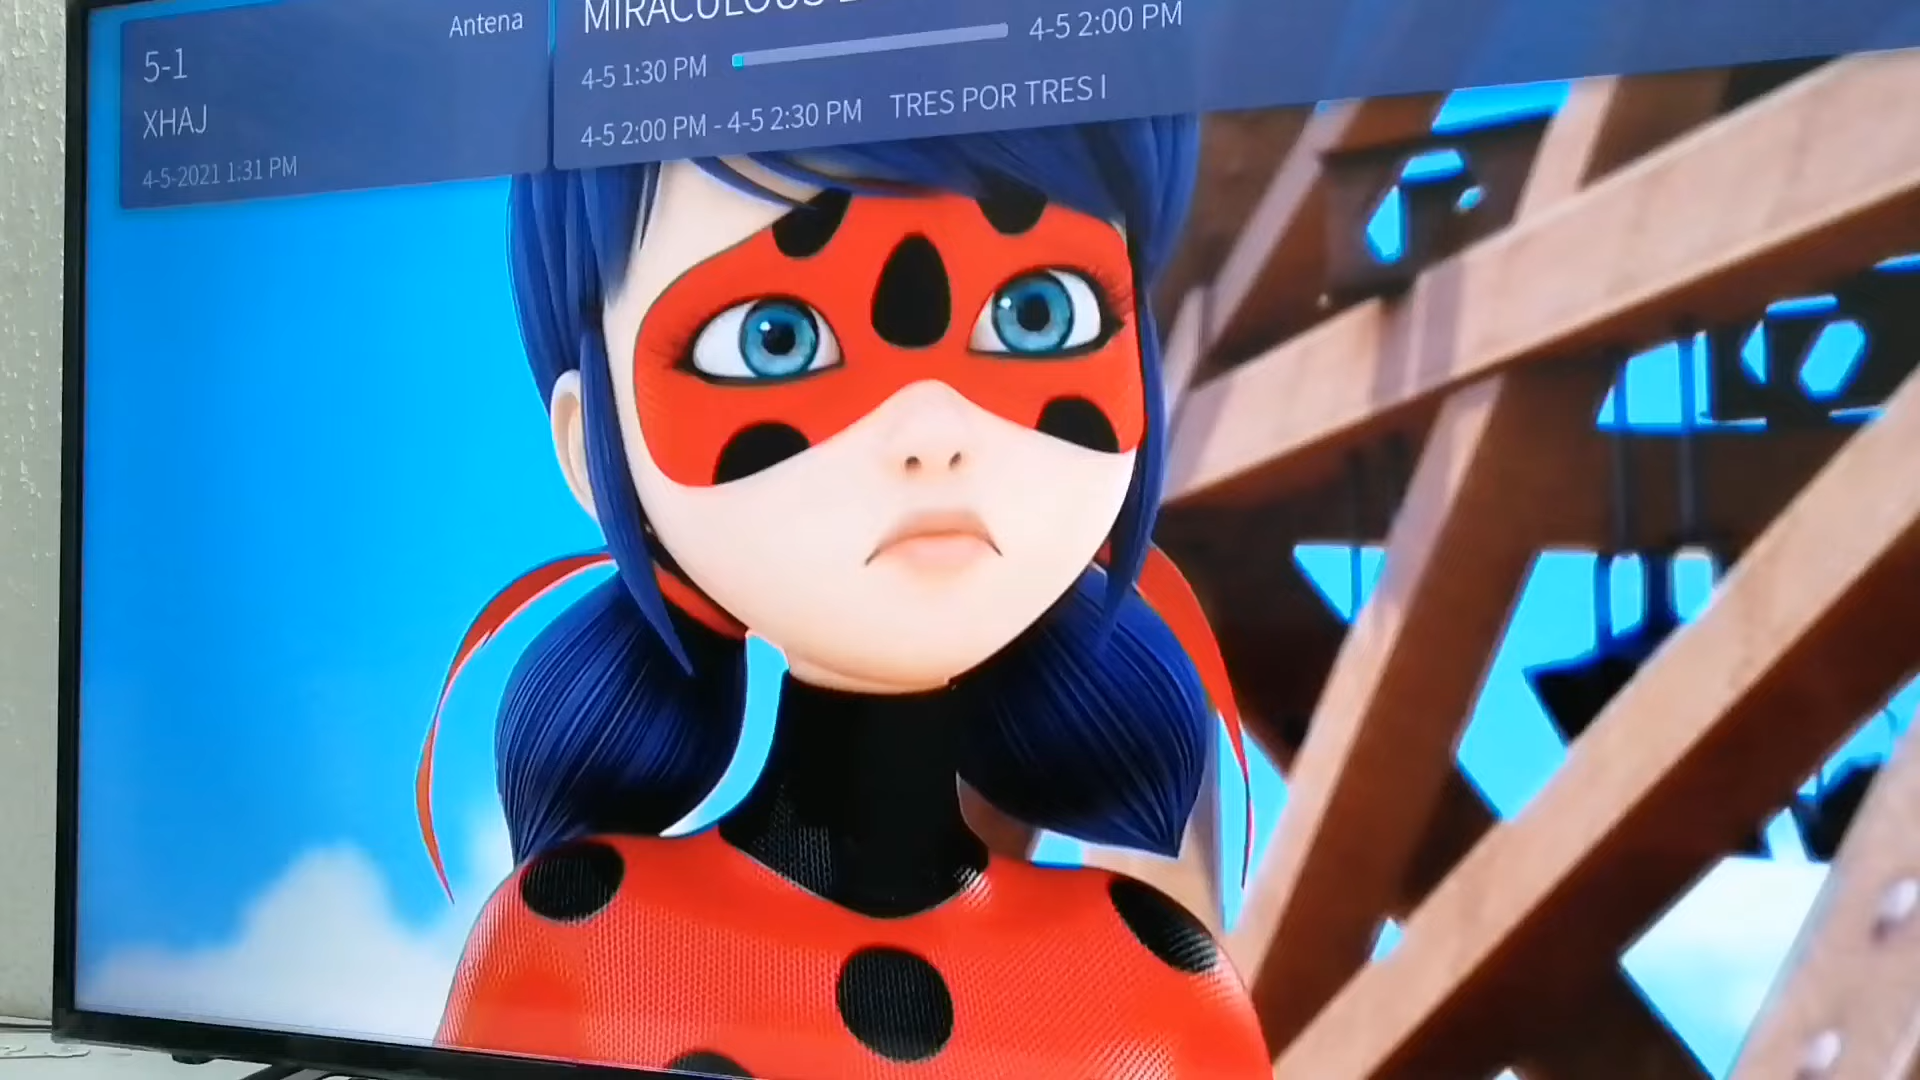 Antena
5-1
XHAJ
4-5-2021 1:31 PM
MIRACULOUS
4-5 1:30 PM
4-5 2:00 PM
4-5 2:00 PM - 4-5 2:30 PM TRES POR TRES I